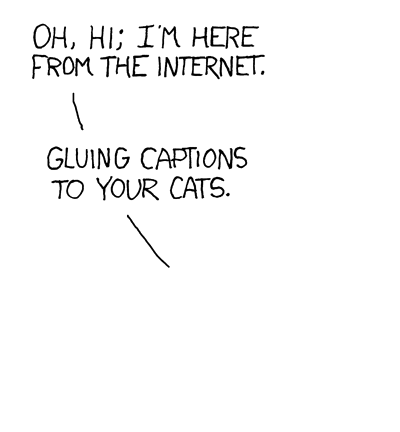 OH, HI; I'M HERE
FROM THE INTERNET.
GLUING CAPTIONS
TO YOUR CATS.